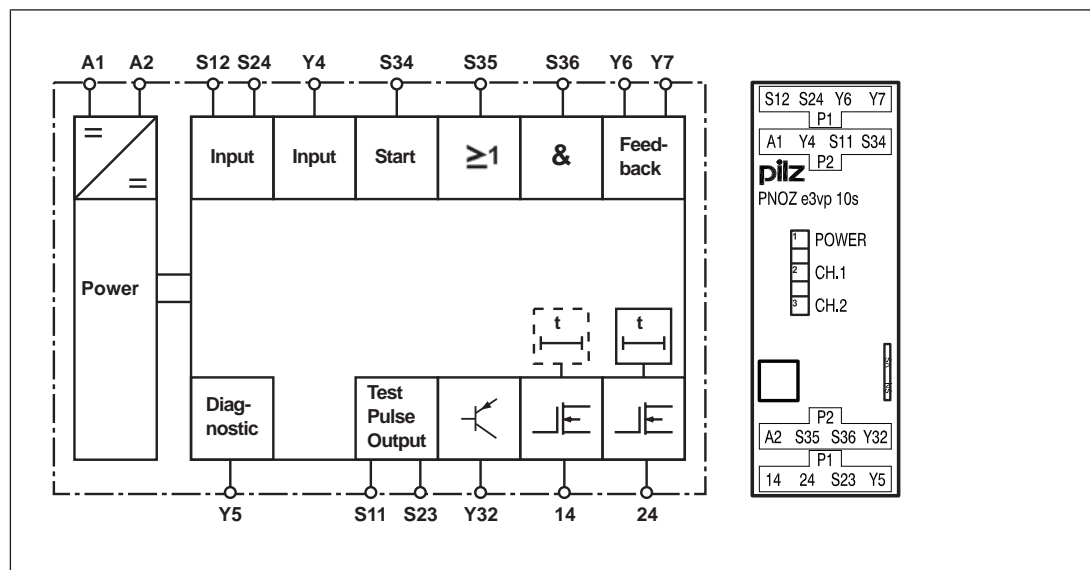 A1 A2 S12 S24 Y4 S34 S35 S36 Y6 Y7
=
=
Input Input Start ≥1 & Feed-
back
Power
t t
Diag-
nostic
Test
Pulse
Output
Y5 S11 S23 Y32 14 24
S12 S24 Y6 Y7
P1
A1 Y4 S11 S34
P2
pilz
PNOZ e3vp 10s
1 POWER
2 CH.1
3 CH.2
P2
A2 S35 S36 Y32
P1
14 24 S23 Y5